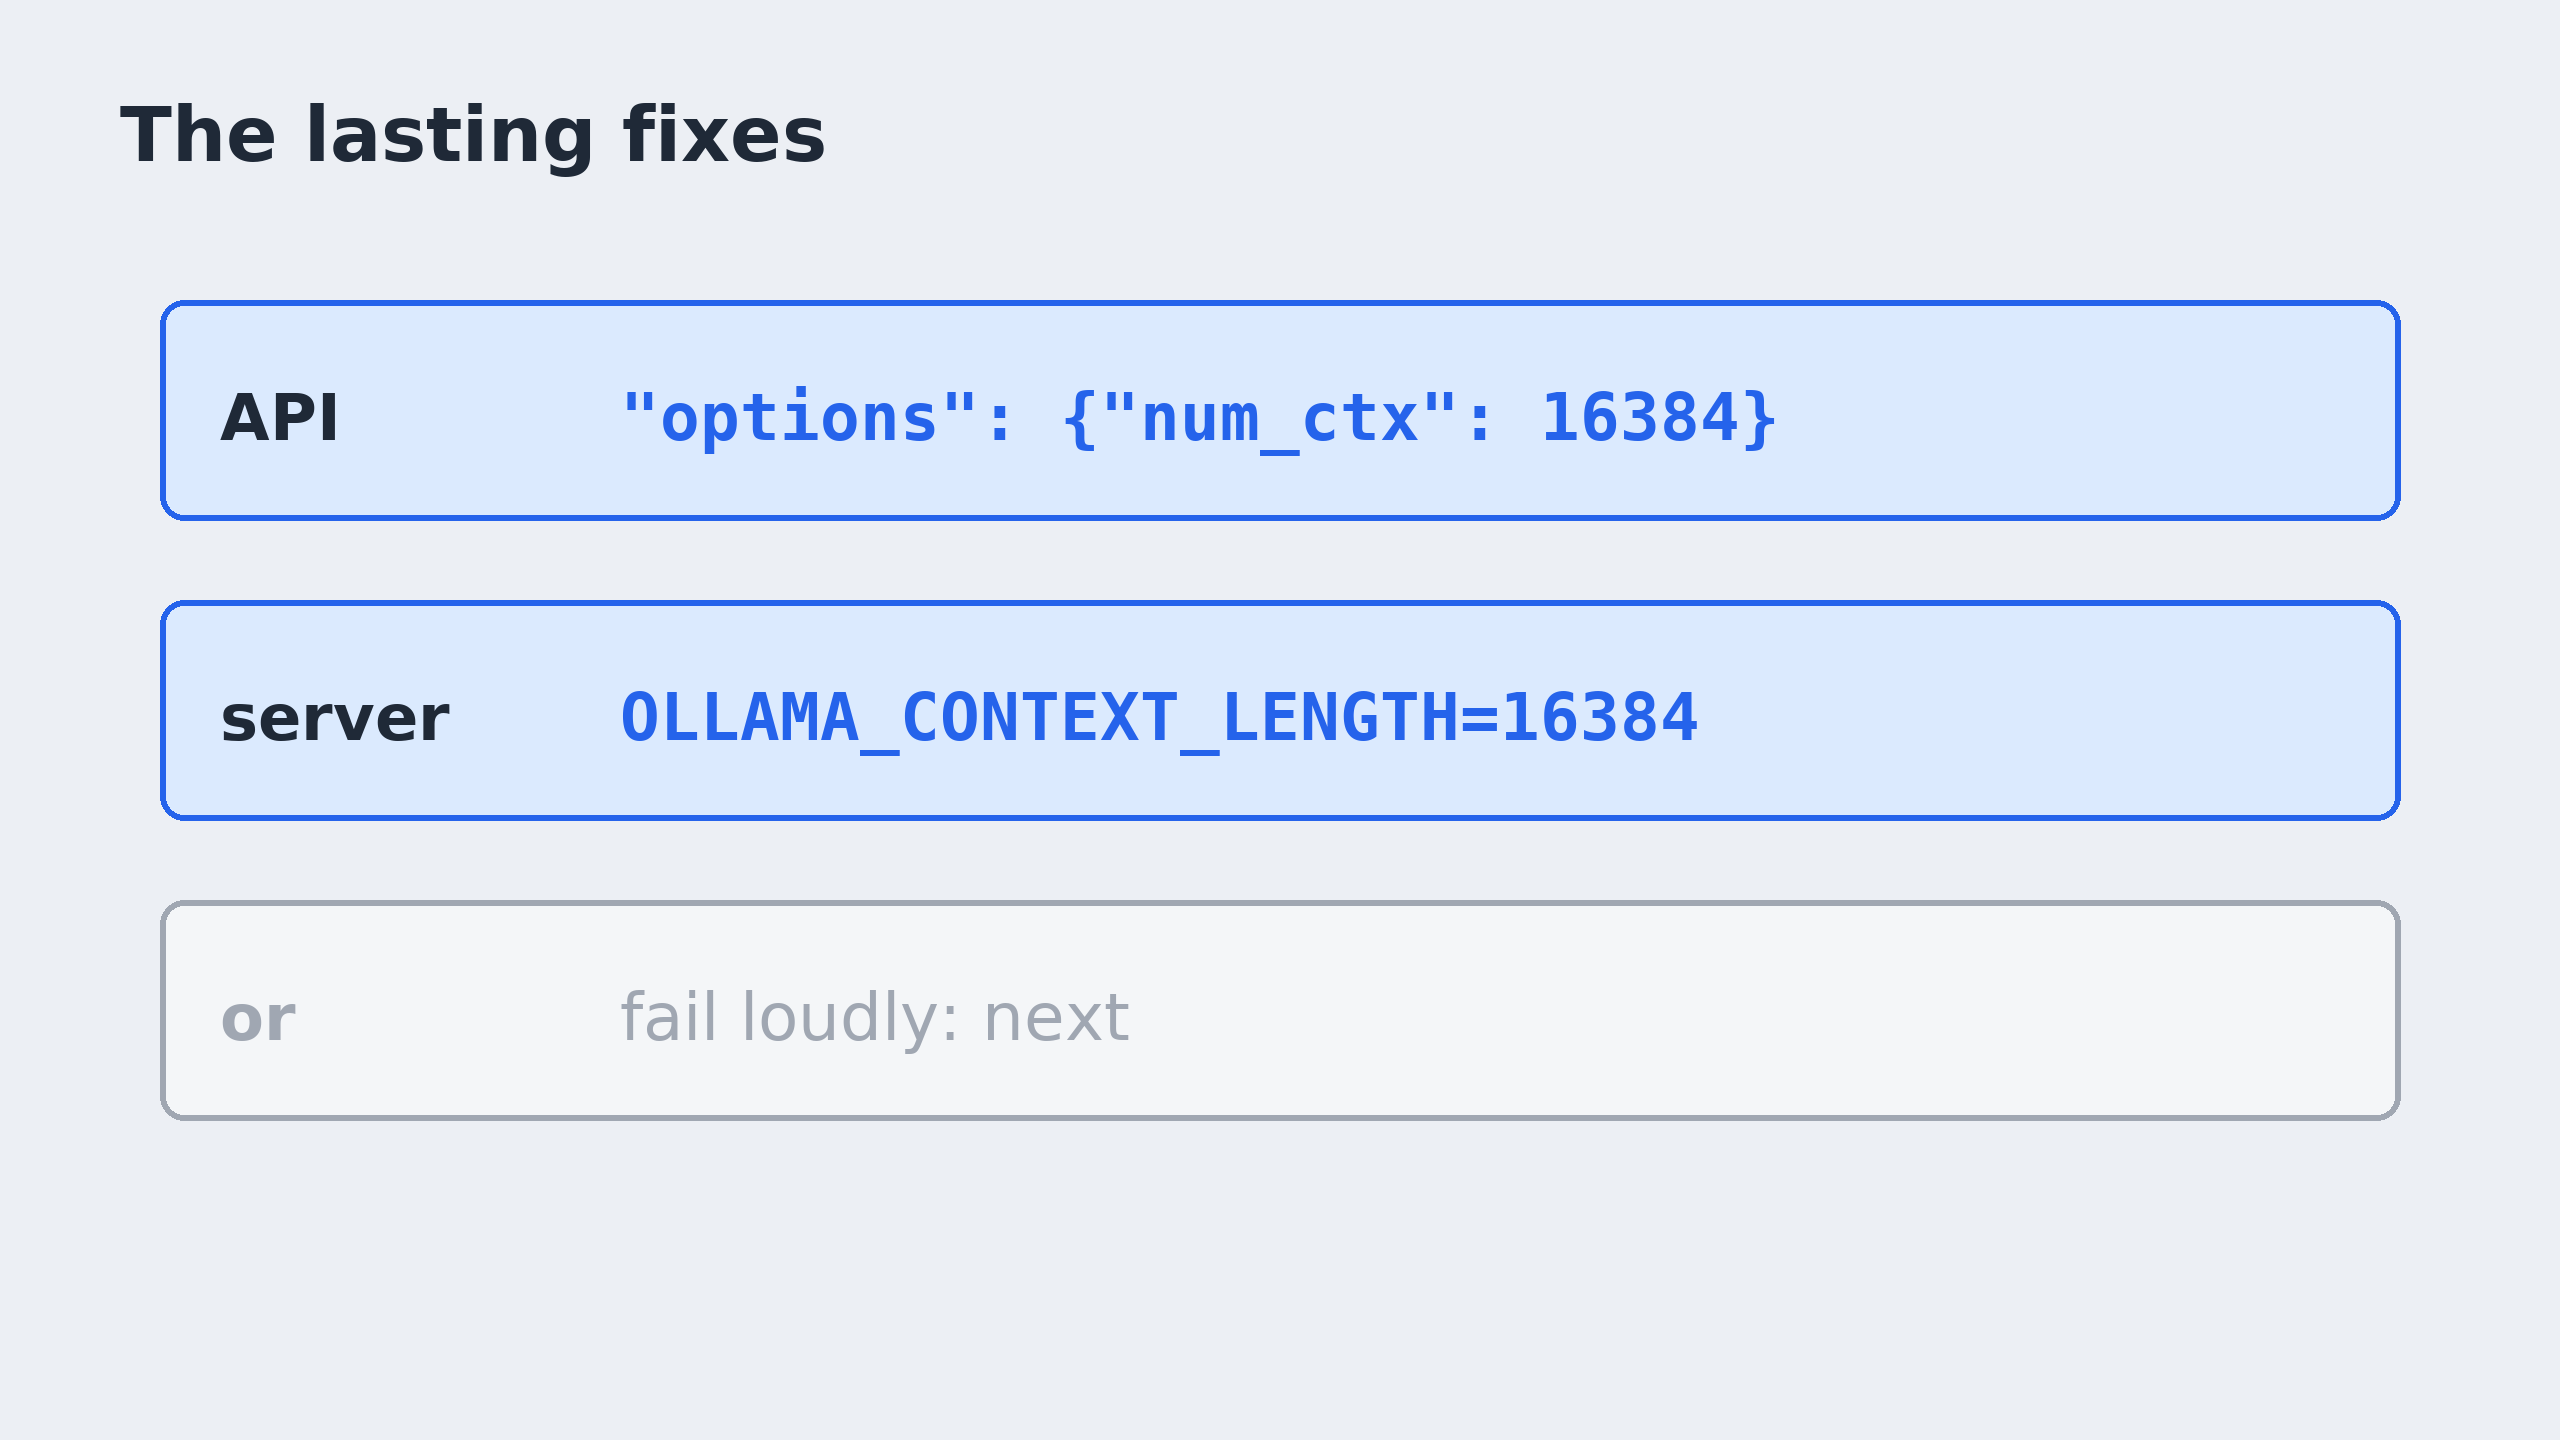 The lasting fixes
API "options": {"num_ctx": 16384}
server OLLAMA_CONTEXT_LENGTH=16384
or fail loudly: next